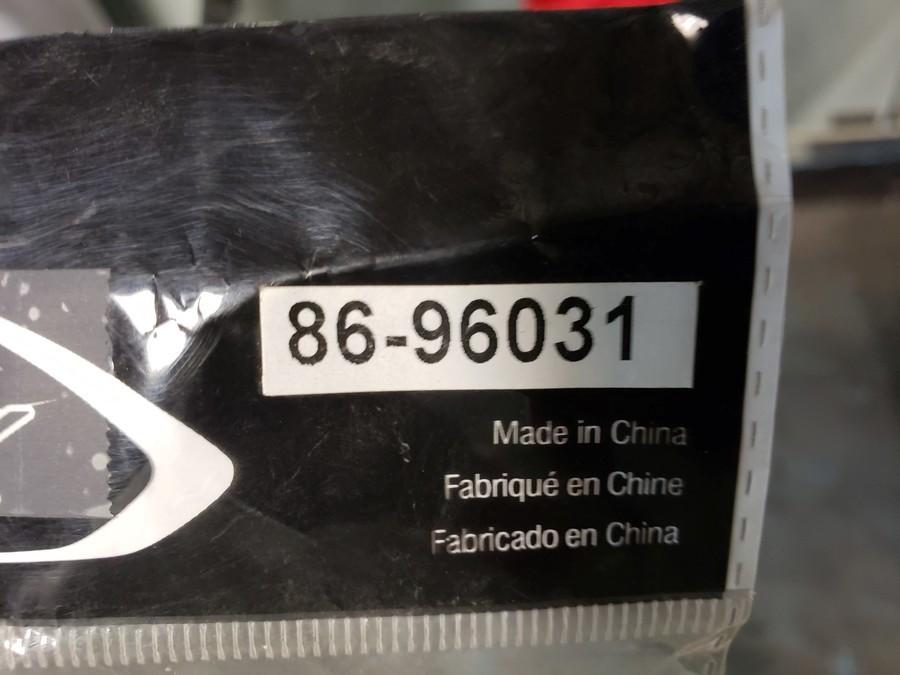 86-96031
Made in China
Fabriqué en Chine
Fabricado en China